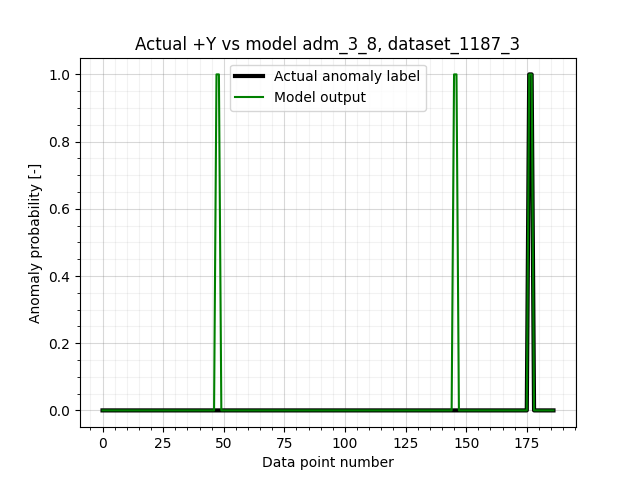 Actual +Y vs model adm_3_8, dataset_1187_3
Actual anomaly label
Model output
1.0
0.8
0.6
0.4
0.2
0.0
Anomaly probability [-]
0 25 50 75 100 125 150 175
Data point number